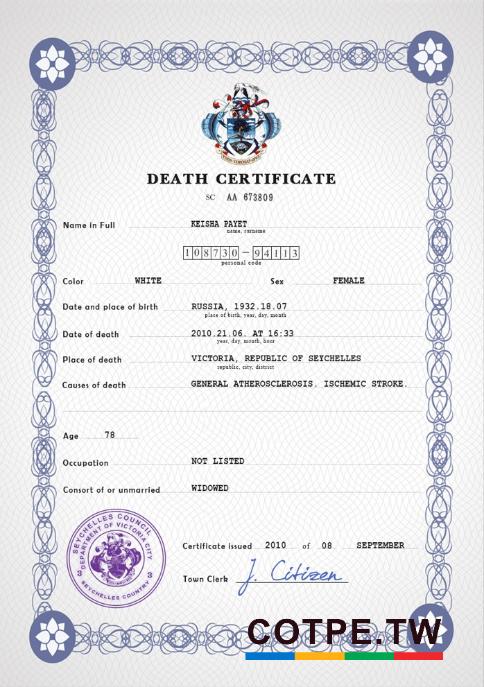 DEATH CERTIFICATE
SC AA 673809
Name in Full KEISHA PAYET
name, surname
108730-94113
personal code
Color WHITE Sex FEMALE
Date and place of birth RUSSIA, 1932.18.07
place of birth, year, day, month
Date of death 2010.21.06. AT 16:33
year, day, month, hour
Place of death VICTORIA, REPUBLIC OF SEYCHELLES
republic, city, district
Causes of death GENERAL ATHEROSCLEROSIS. ISCHEMIC STROKE.
Age 78
Occupation NOT LISTED
Consort of or unmarried WIDOWED
SEYCHELLES COUNCIL
DEPARTMENT OF VICTORIA CITY
SEYCHELLES COUNTRY
Certificate issued 2010 of 08 SEPTEMBER
Town Clerk J. Citizen
COTPE.TW